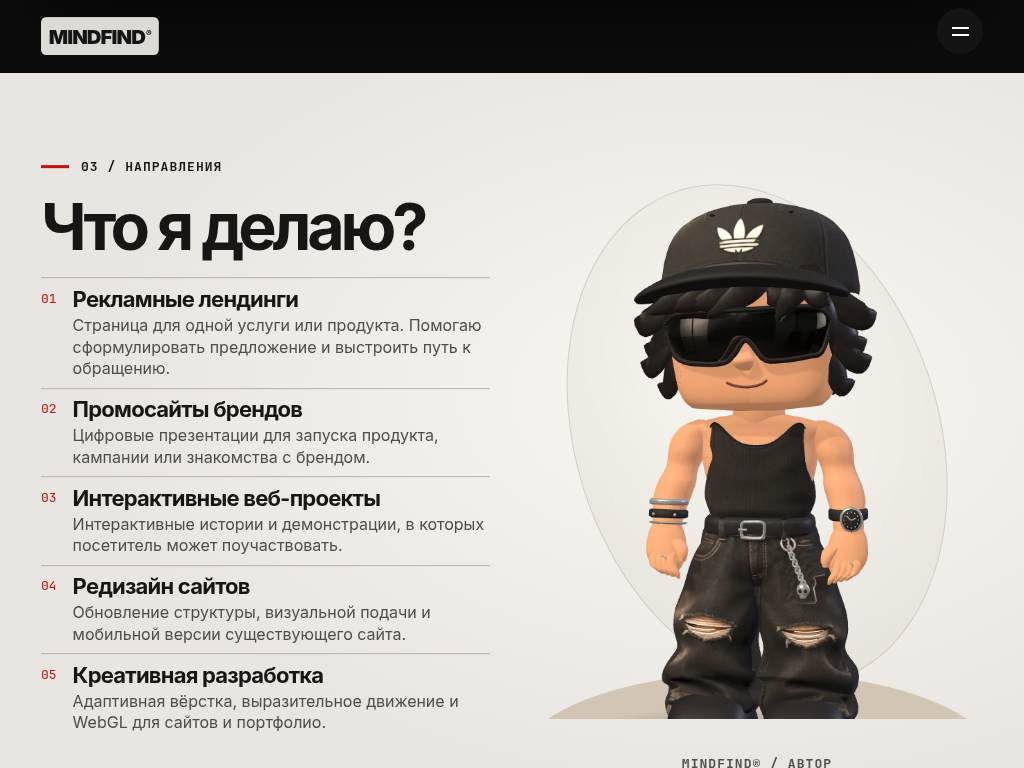 MINDFIND®
03 / НАПРАВЛЕНИЯ
Что я делаю?
01 Рекламные лендинги
Страница для одной услуги или продукта. Помогаю
сформулировать предложение и выстроить путь к
обращению.
02 Промосайты брендов
Цифровые презентации для запуска продукта,
кампании или знакомства с брендом.
03 Интерактивные веб-проекты
Интерактивные истории и демонстрации, в которых
посетитель может поучаствовать.
04 Редизайн сайтов
Обновление структуры, визуальной подачи и
мобильной версии существующего сайта.
05 Креативная разработка
Адаптивная вёрстка, выразительное движение и
WebGL для сайтов и портфолио.
MINDFIND® / АВТОР